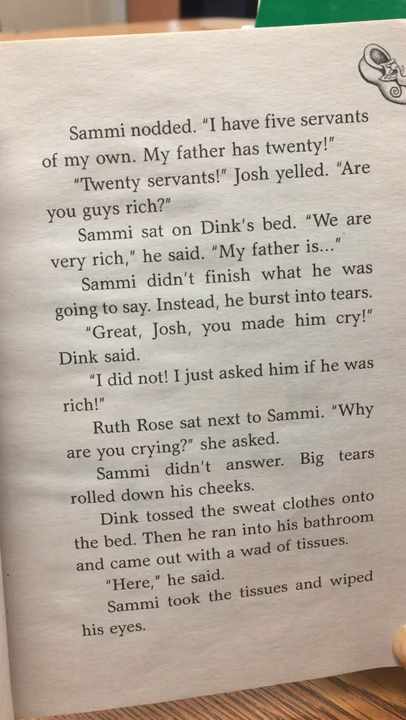 Sammi nodded. "I have five servants
of my own. My father has twenty!"
"Twenty servants!" Josh yelled. "Are
you guys rich?"
Sammi sat on Dink's bed. "We are
very rich," he said. "My father is..."
Sammi didn't finish what he was
going to say. Instead, he burst into tears.
"Great, Josh, you made him cry!"
Dink said.
"I did not! I just asked him if he was
rich!"
Ruth Rose sat next to Sammi. "Why
are you crying?" she asked.
Sammi didn't answer. Big tears
rolled down his cheeks.
Dink tossed the sweat clothes onto
the bed. Then he ran into his bathroom
and came out with a wad of tissues.
"Here," he said.
Sammi took the tissues and wiped
his eyes.